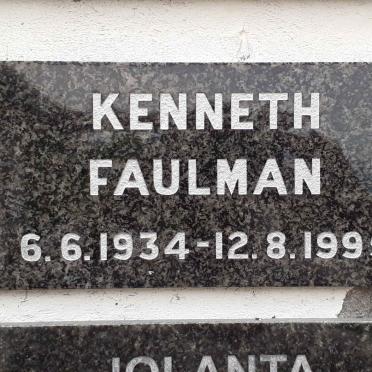 KENNETH
FAULMAN
6.6.1934-12.8.199
JOLANTA